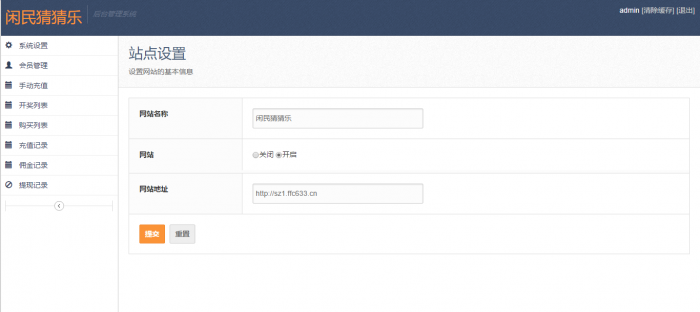 闲民猜猜乐
后台管理系统
admin [清除缓存] [退出]
系统设置
会员管理
手动充值
开奖列表
购买列表
充值记录
佣金记录
提现记录
站点设置
设置网站的基本信息
网站名称
闲民猜猜乐
网站
关闭 开启
网站地址
http://sz1.ffc533.cn
提交
重置